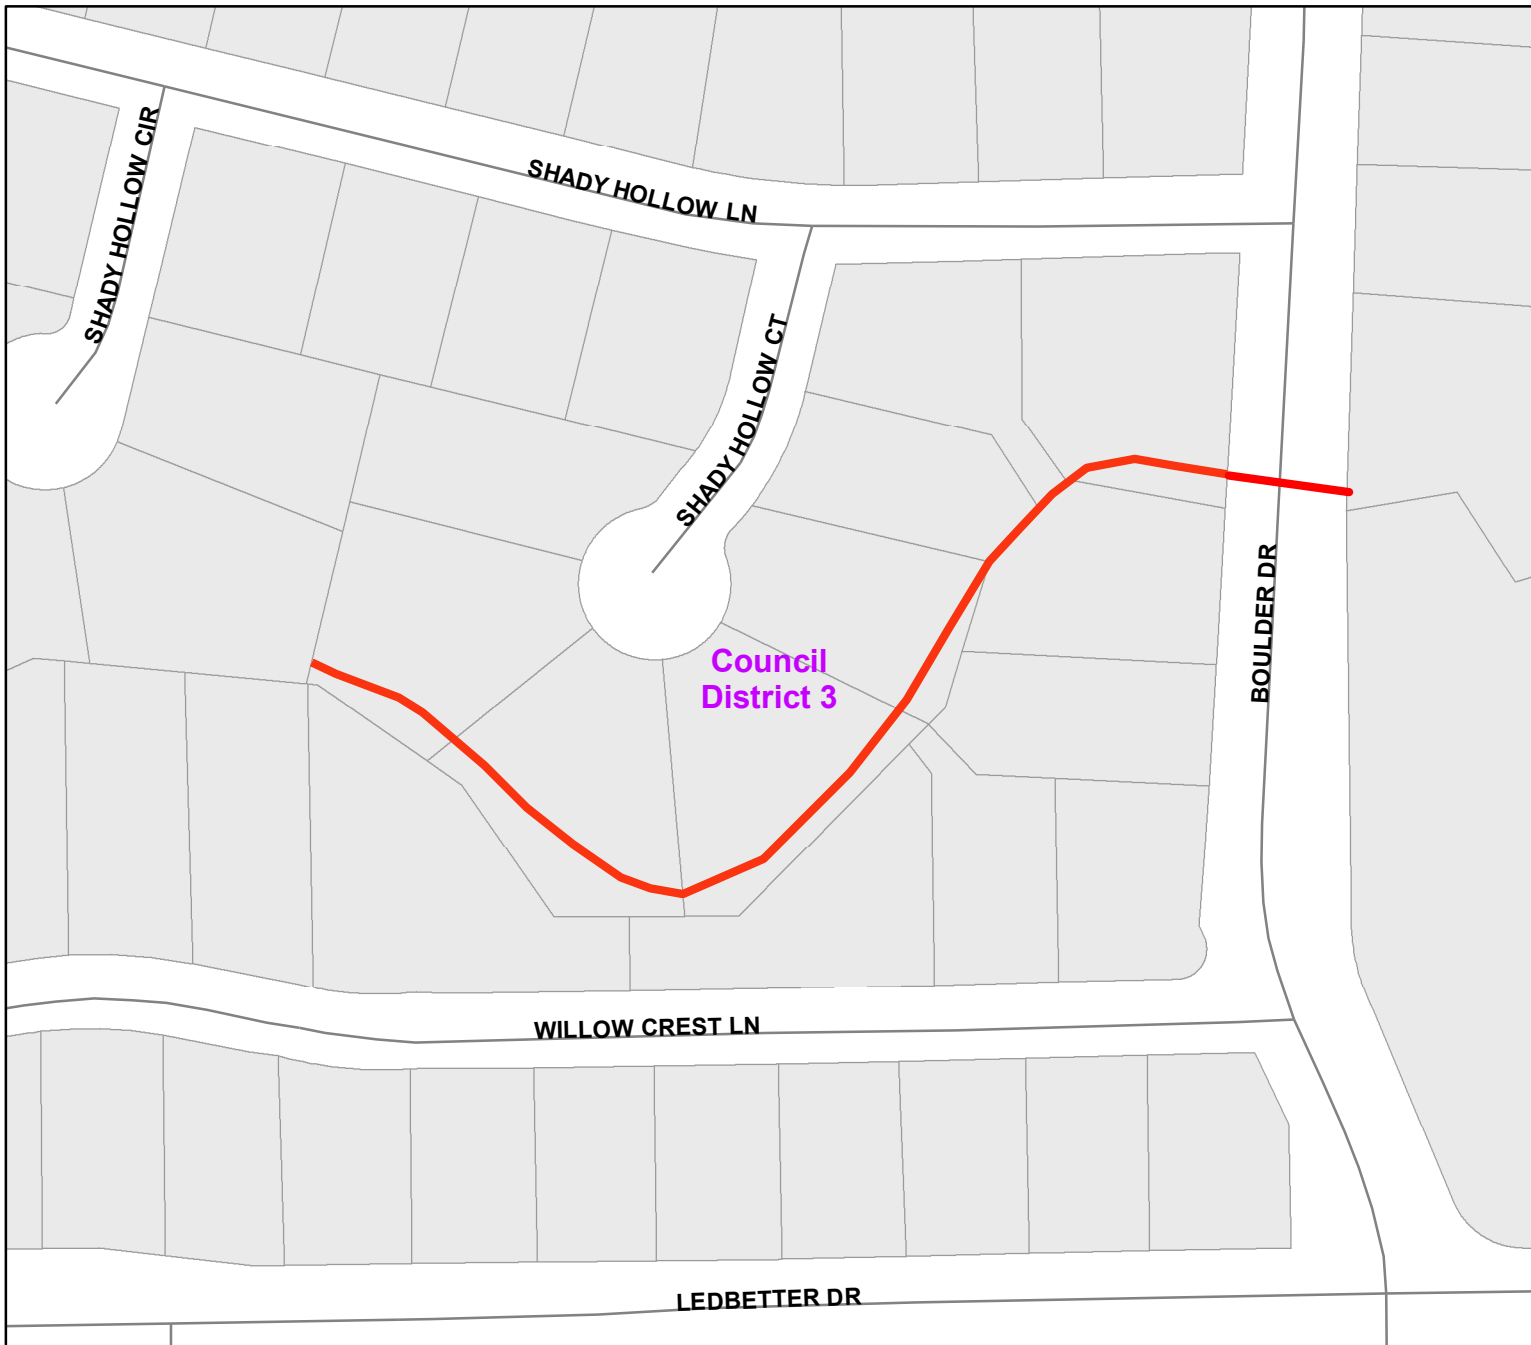 SHADY HOLLOW CIR
SHADY HOLLOW LN
SHADY HOLLOW CT
Council
District 3
BOULDER DR
WILLOW CREST LN
LEDBETTER DR